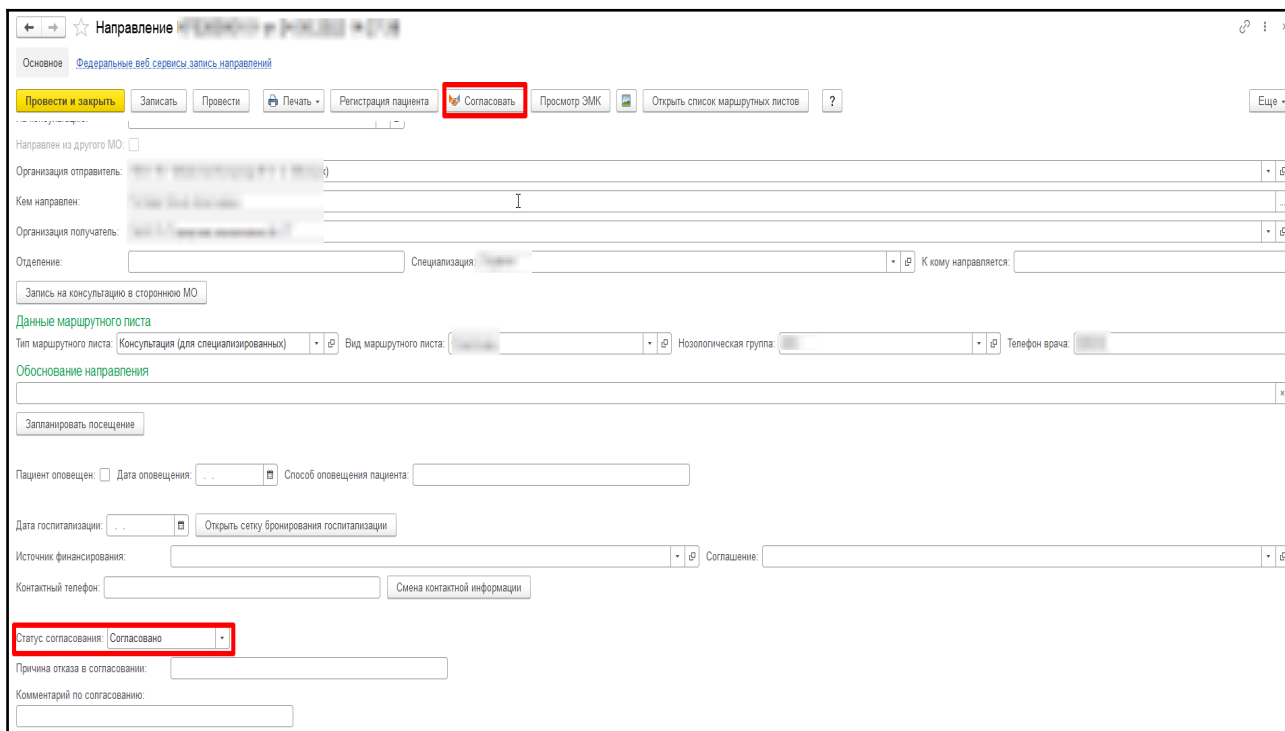 Направление
Основное Федеральные веб сервисы запись направлений
Провести и закрыть Записать Провести Печать Регистрация пациента Согласовать Просмотр ЭМК Открыть список маршрутных листов ? Еще
Направлен из другого МО:
Организация отправитель:
Кем направлен:
Организация получатель:
Отделение: Специализация: К кому направляется:
Запись на консультацию в стороннюю МО
Данные маршрутного листа
Тип маршрутного листа: Консультация (для специализированных) Вид маршрутного листа: Нозологическая группа: Телефон врача:
Обоснование направления
Запланировать посещение
Пациент оповещен: Дата оповещения: . . Способ оповещения пациента:
Дата госпитализации: . . Открыть сетку бронирования госпитализации
Источник финансирования: Соглашение:
Контактный телефон: Смена контактной информации
Статус согласования: Согласовано
Причина отказа в согласовании:
Комментарий по согласованию: